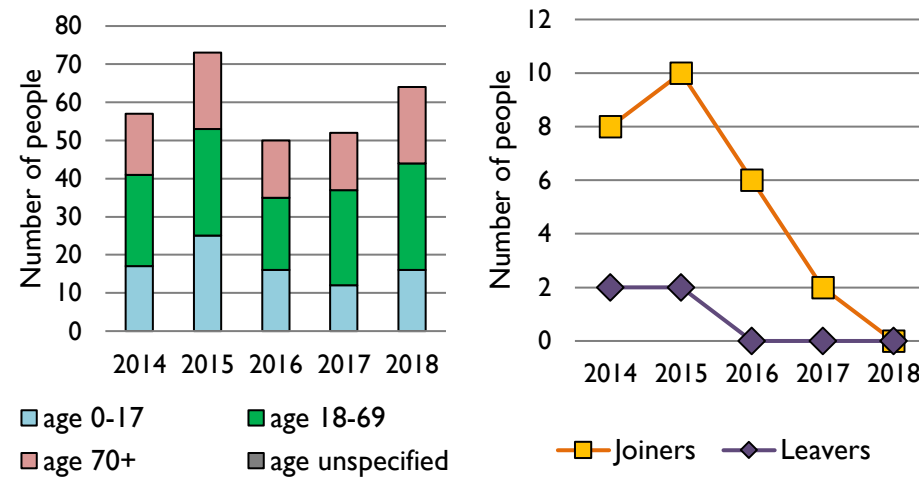 Number of people
80
70
60
50
40
30
20
10
0
2014 2015 2016 2017 2018
age 0-17 age 18-69
age 70+ age unspecified
Number of people
12
10
8
6
4
2
0
2014 2015 2016 2017 2018
Joiners Leavers